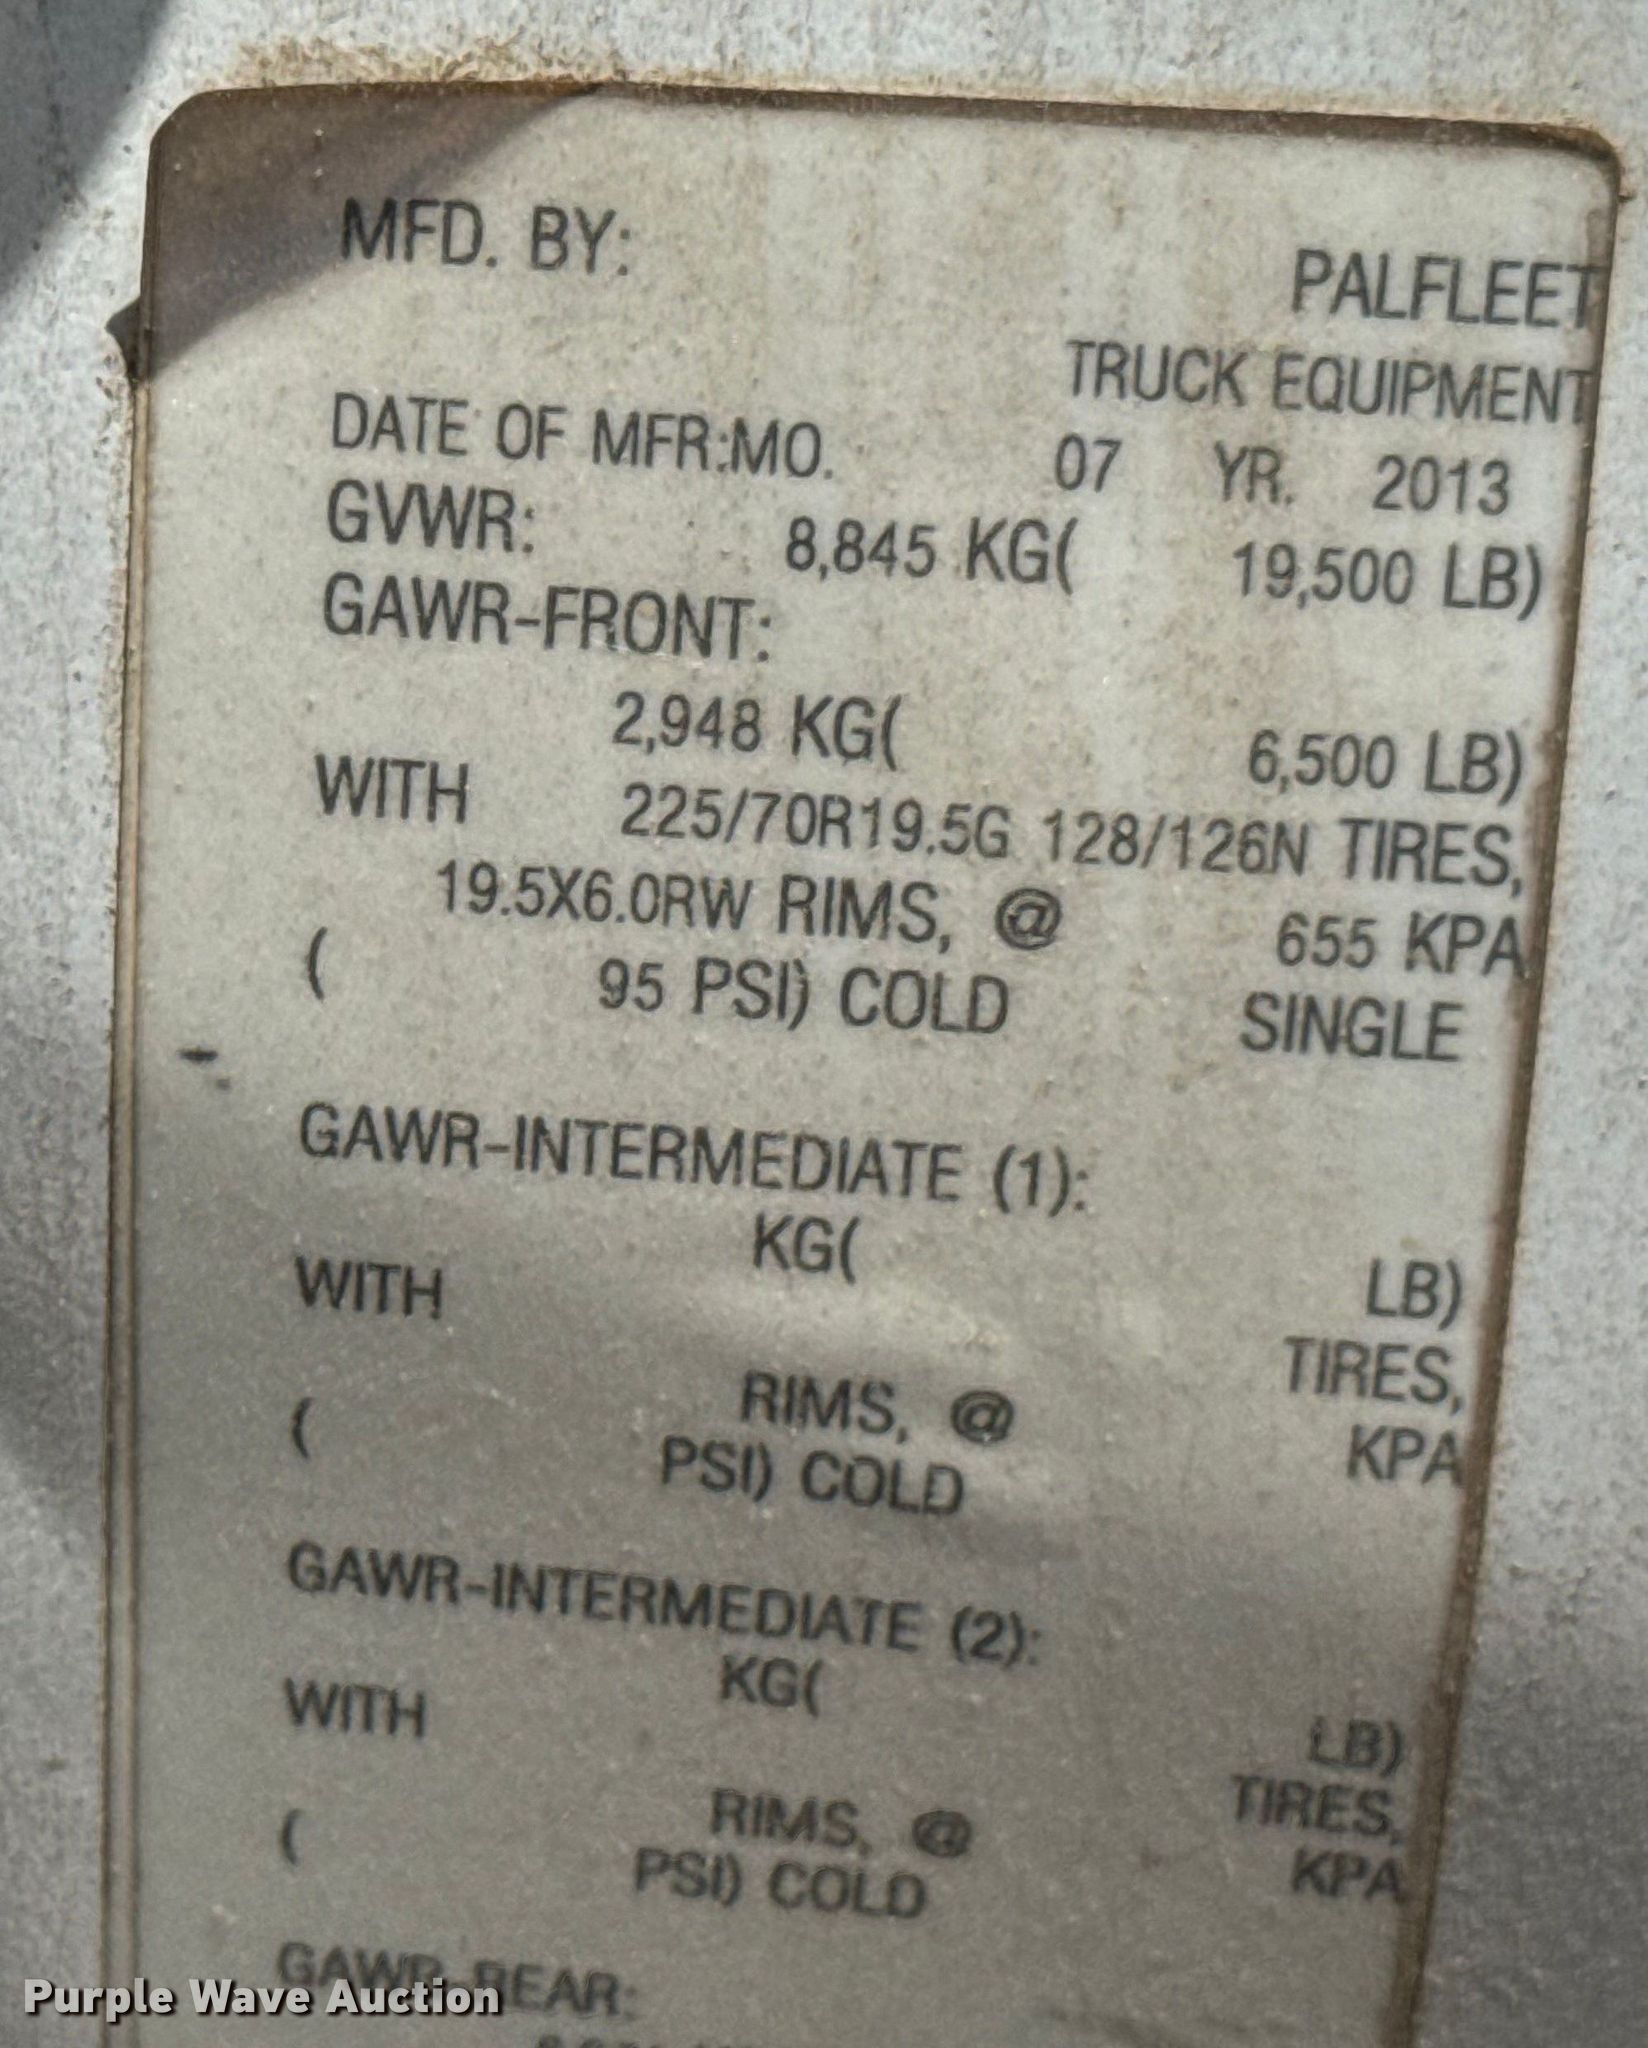 MFD. BY:
PALFLEET
TRUCK EQUIPMENT
DATE OF MFR:MO. 07 YR. 2013
GVWR: 8,845 KG( 19,500 LB)
GAWR-FRONT:
2,948 KG( 6,500 LB)
WITH 225/70R19.5G 128/126N TIRES,
19.5X6.0RW RIMS, @ 655 KPA
( 95 PSI) COLD SINGLE
GAWR-INTERMEDIATE (1):
KG( LB)
WITH TIRES,
RIMS, @ KPA
( PSI) COLD
GAWR-INTERMEDIATE (2):
KG( LB)
WITH TIRES,
RIMS, @ KPA
( PSI) COLD
GAWR-REAR:
Purple Wave Auction